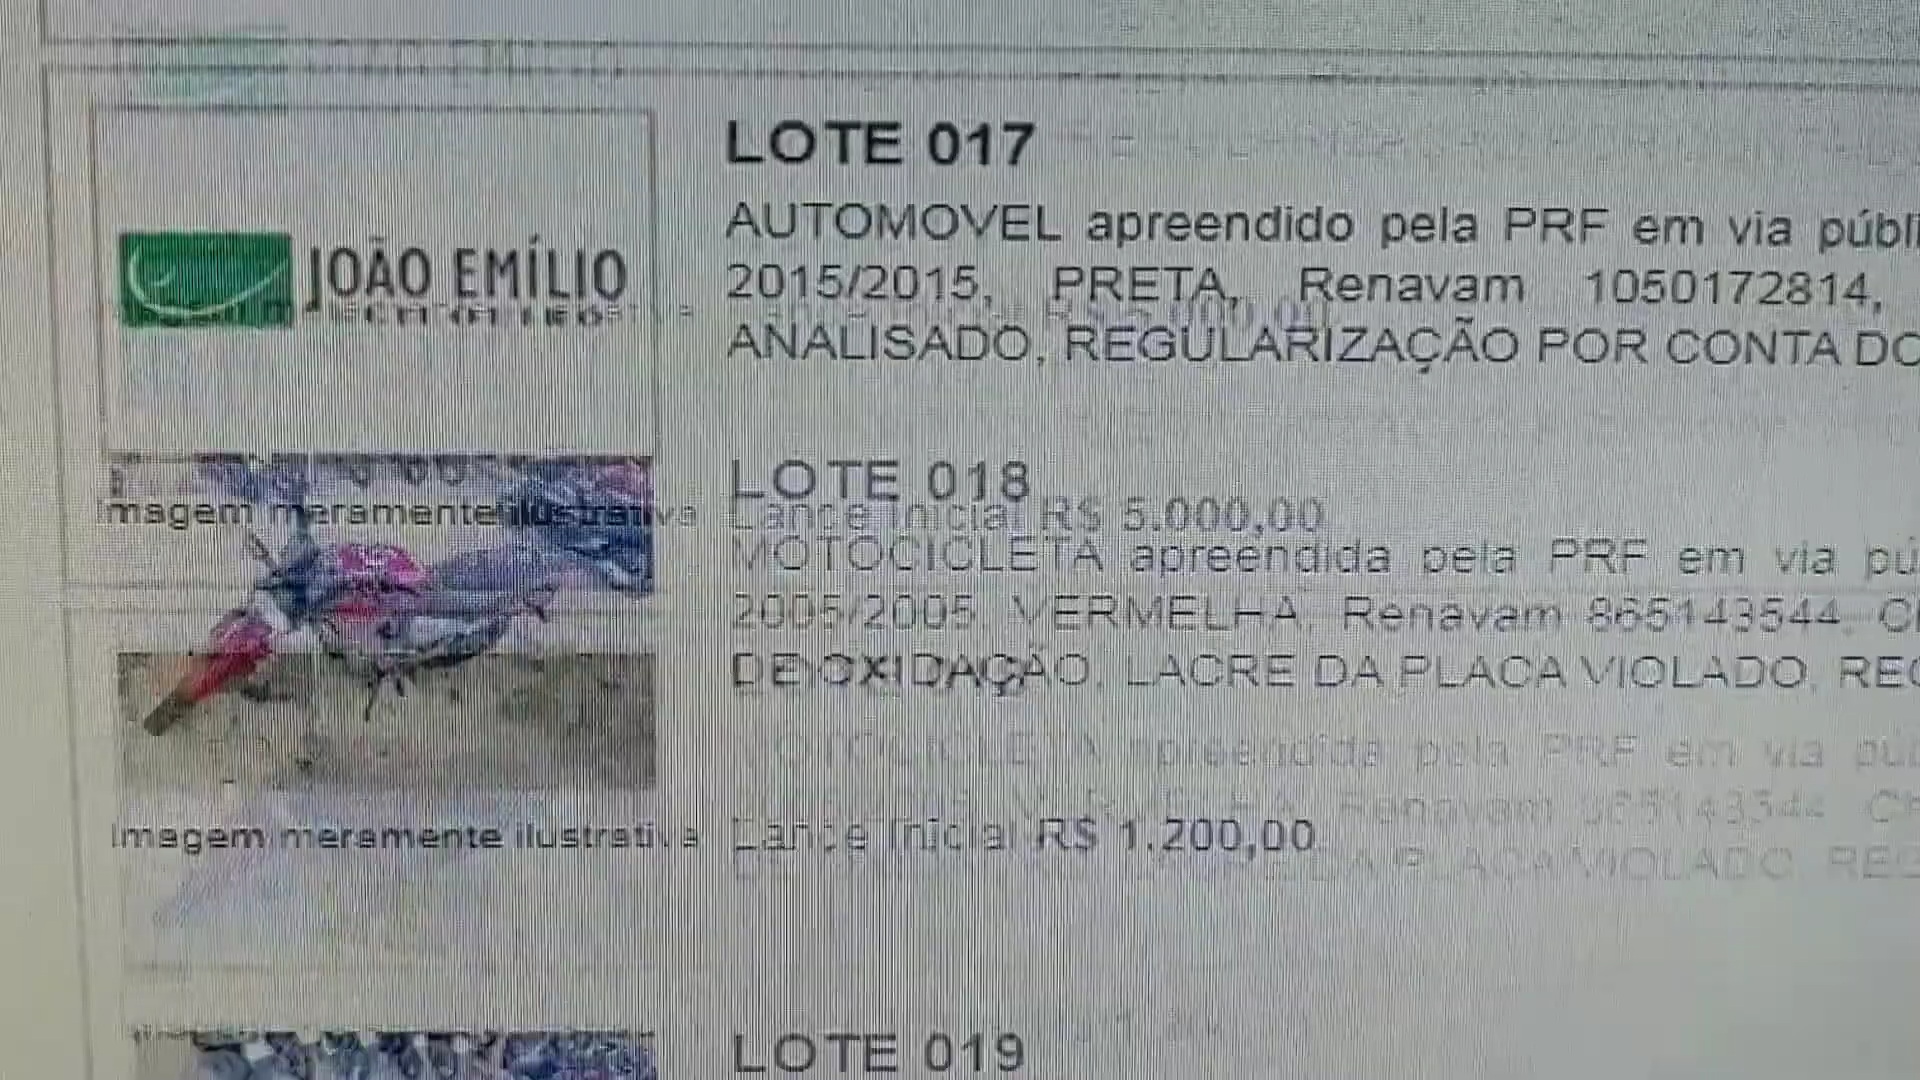 LOTE 017
JOÃO EMÍLIO
AUTOMOVEL apreendido pela PRF em via públi
2015/2015, PRETA, Renavam 1050172814,
ANALISADO, REGULARIZAÇÃO POR CONTA DO
Imagem meramente ilustrativa Lance Inicial R$ 5.000,00
LOTE 018
MOTOCICLETA apreendida pela PRF em via pú
2005/2005, VERMELHA, Renavam 865143544, C
DE OXIDAÇÃO, LACRE DA PLACA VIOLADO, RE
Imagem meramente ilustrativa Lance Inicial R$ 1.200,00
LOTE 019